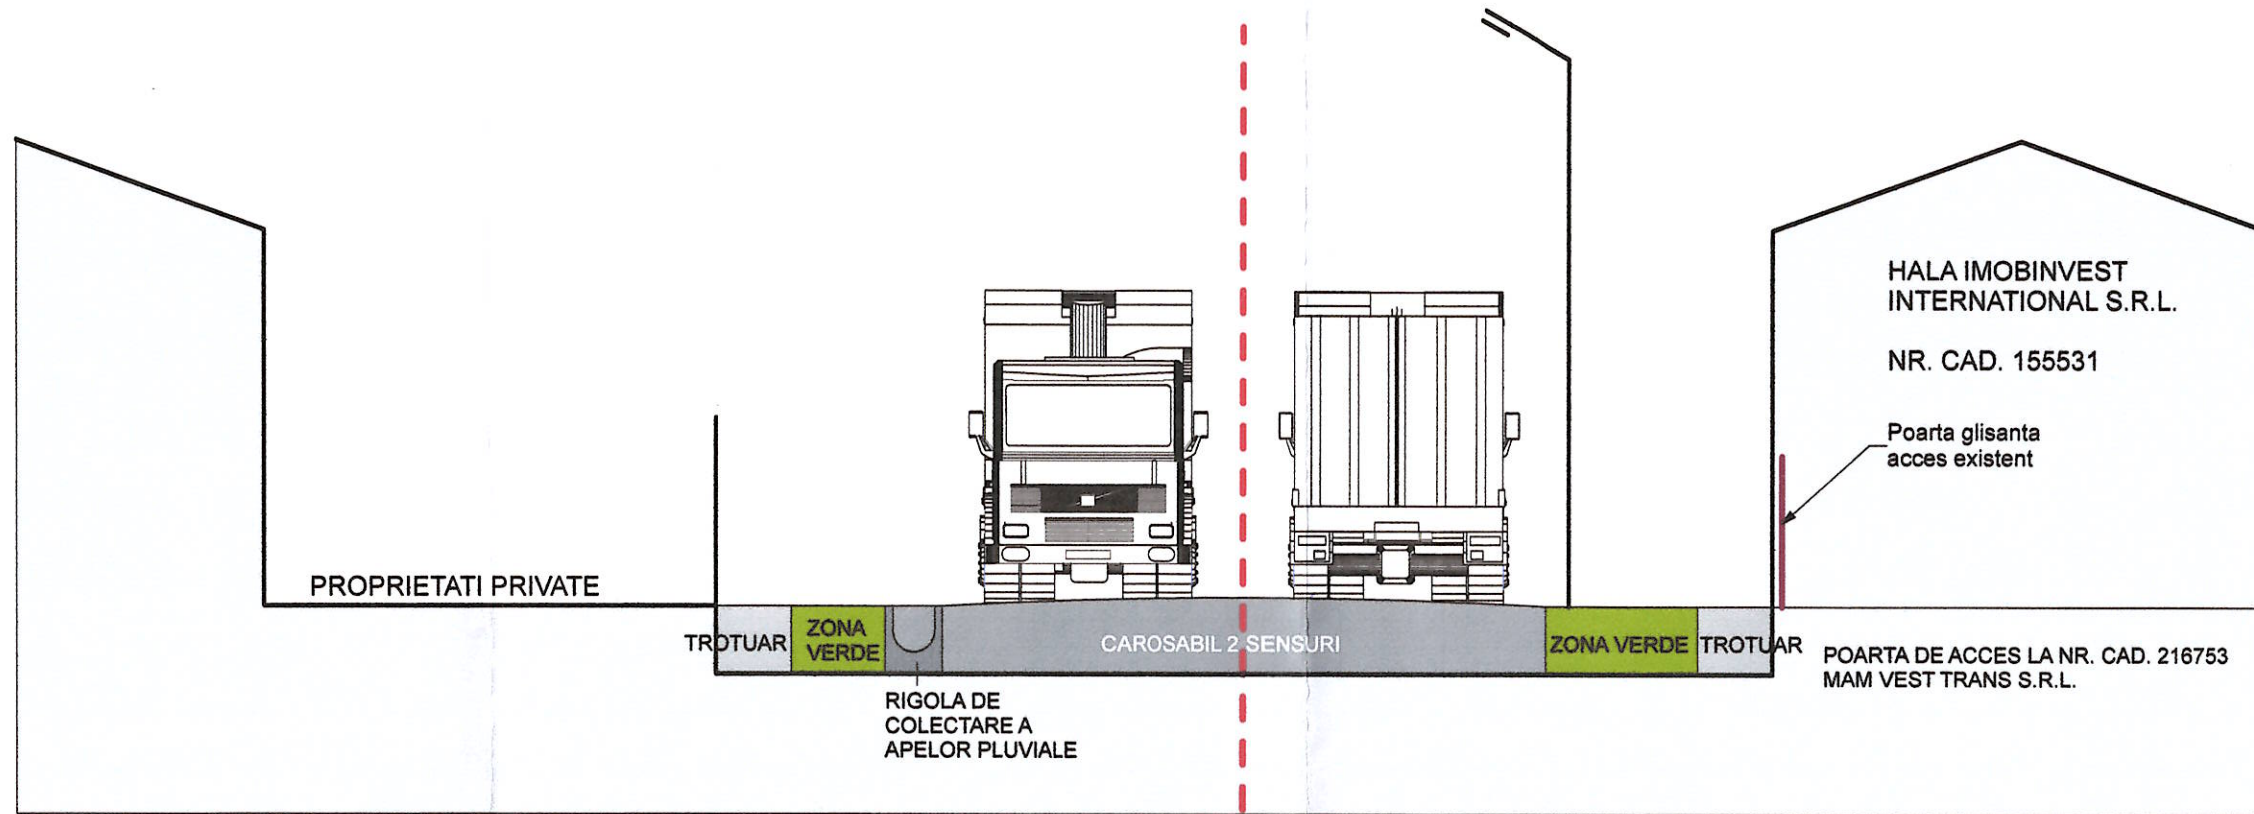 HALA IMOBINVEST
INTERNATIONAL S.R.L.
NR. CAD. 155531
Poarta glisanta
acces existent
PROPRIETATI PRIVATE
TROTUAR
ZONA
VERDE
CAROSABIL 2 SENSURI
ZONA VERDE
TROTUAR
POARTA DE ACCES LA NR. CAD. 216753
MAM VEST TRANS S.R.L.
RIGOLA DE
COLECTARE A
APELOR PLUVIALE